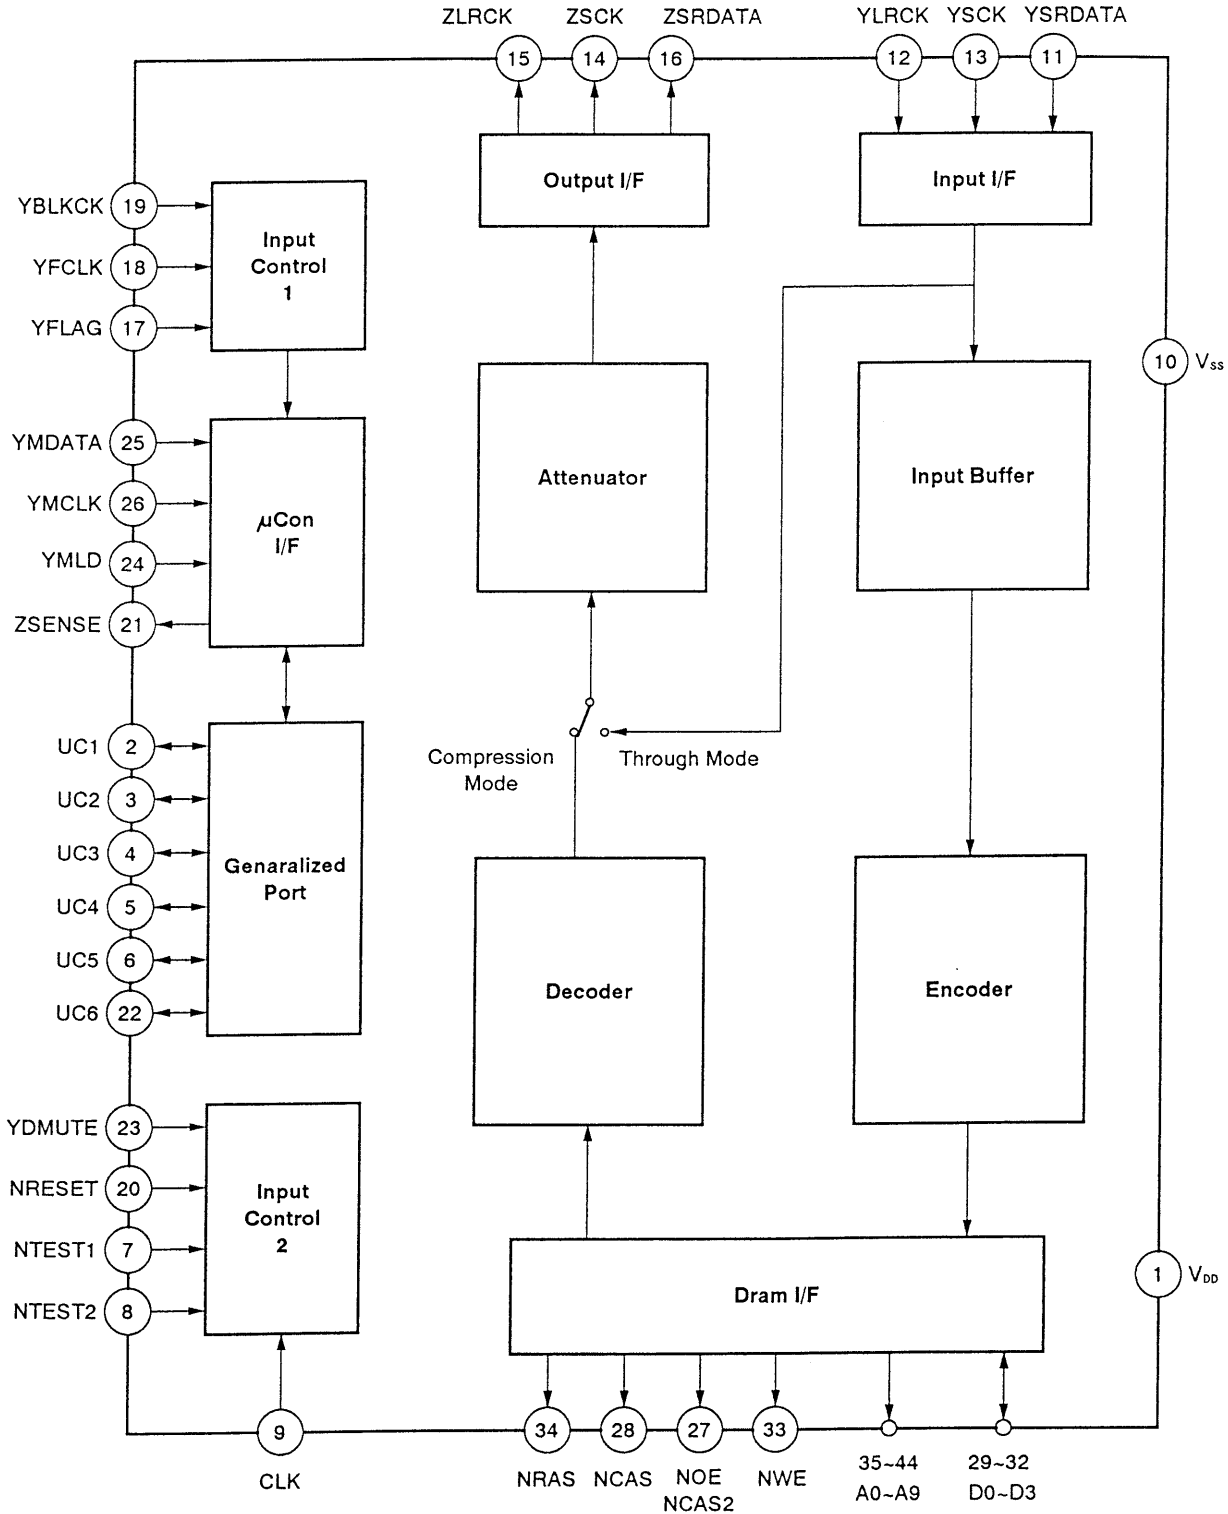 ZLRCK ZSCK ZSRDATA YLRCK YSCK YSRDATA
15 14 16 12 13 11
Output I/F
Input I/F
YBLKCK 19
YFCLK 18
YFLAG 17
Input
Control
1
10 Vss
YMDATA 25
YMCLK 26
YMLD 24
ZSENSE 21
μCon
I/F
Attenuator
Input Buffer
Compression
Mode
Through Mode
UC1 2
UC2 3
UC3 4
UC4 5
UC5 6
UC6 22
Genaralized
Port
Decoder
Encoder
YDMUTE 23
NRESET 20
NTEST1 7
NTEST2 8
Input
Control
2
Dram I/F
1 VDD
9 34 28 27 33
CLK NRAS NCAS NOE NWE 35~44 29~32
NCAS2 A0~A9 D0~D3